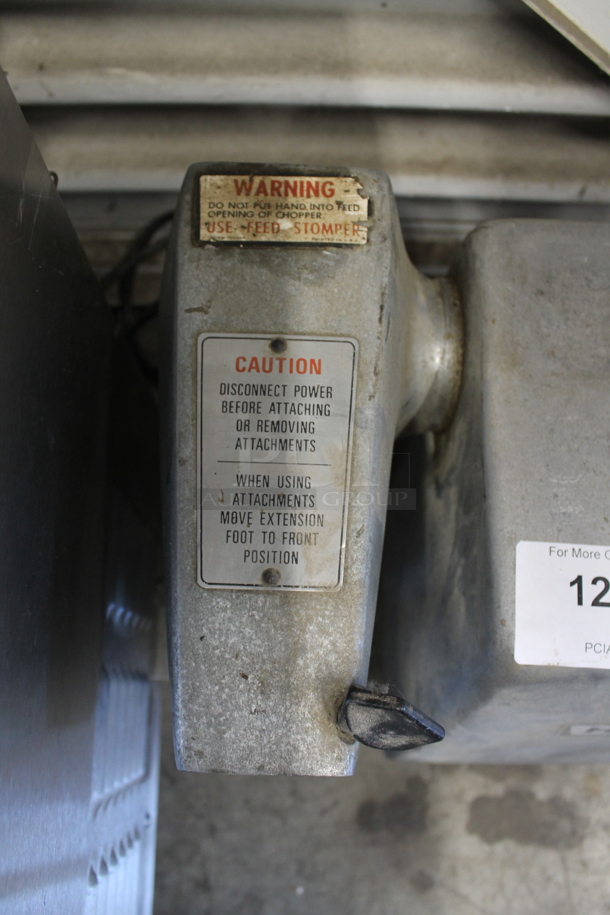 WARNING
DO NOT PUT HAND INTO FEED
OPENING OF CHOPPER.
USE FEED STOMPER
CAUTION
DISCONNECT POWER
BEFORE ATTACHING
OR REMOVING
ATTACHMENTS
WHEN USING
ATTACHMENTS
MOVE EXTENSION
FOOT TO FRONT
POSITION
For More
12